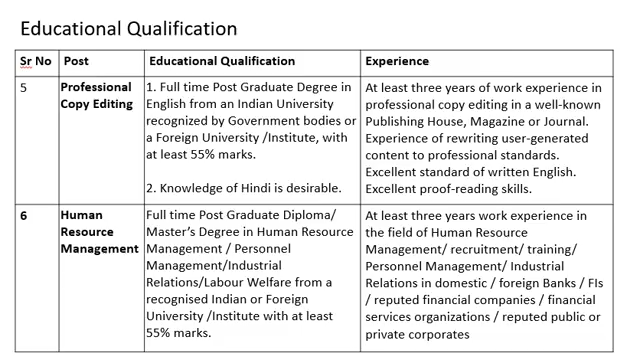 Educational Qualification
Sr No Post Educational Qualification Experience
5
Professional
Copy Editing
1. Full time Post Graduate Degree in
English from an Indian University
recognized by Government bodies or
a Foreign University /Institute, with
at least 55% marks.
2. Knowledge of Hindi is desirable.
At least three years of work experience in
professional copy editing in a well-known
Publishing House, Magazine or Journal.
Experience of rewriting user-generated
content to professional standards.
Excellent standard of written English.
Excellent proof-reading skills.
6
Human
Resource
Management
Full time Post Graduate Diploma/
Master’s Degree in Human Resource
Management / Personnel
Management/Industrial
Relations/Labour Welfare from a
recognised Indian or Foreign
University /Institute with at least
55% marks.
At least three years work experience in
the field of Human Resource
Management/ recruitment/ training/
Personnel Management/ Industrial
Relations in domestic / foreign Banks / FIs
/ reputed financial companies / financial
services organizations / reputed public or
private corporates